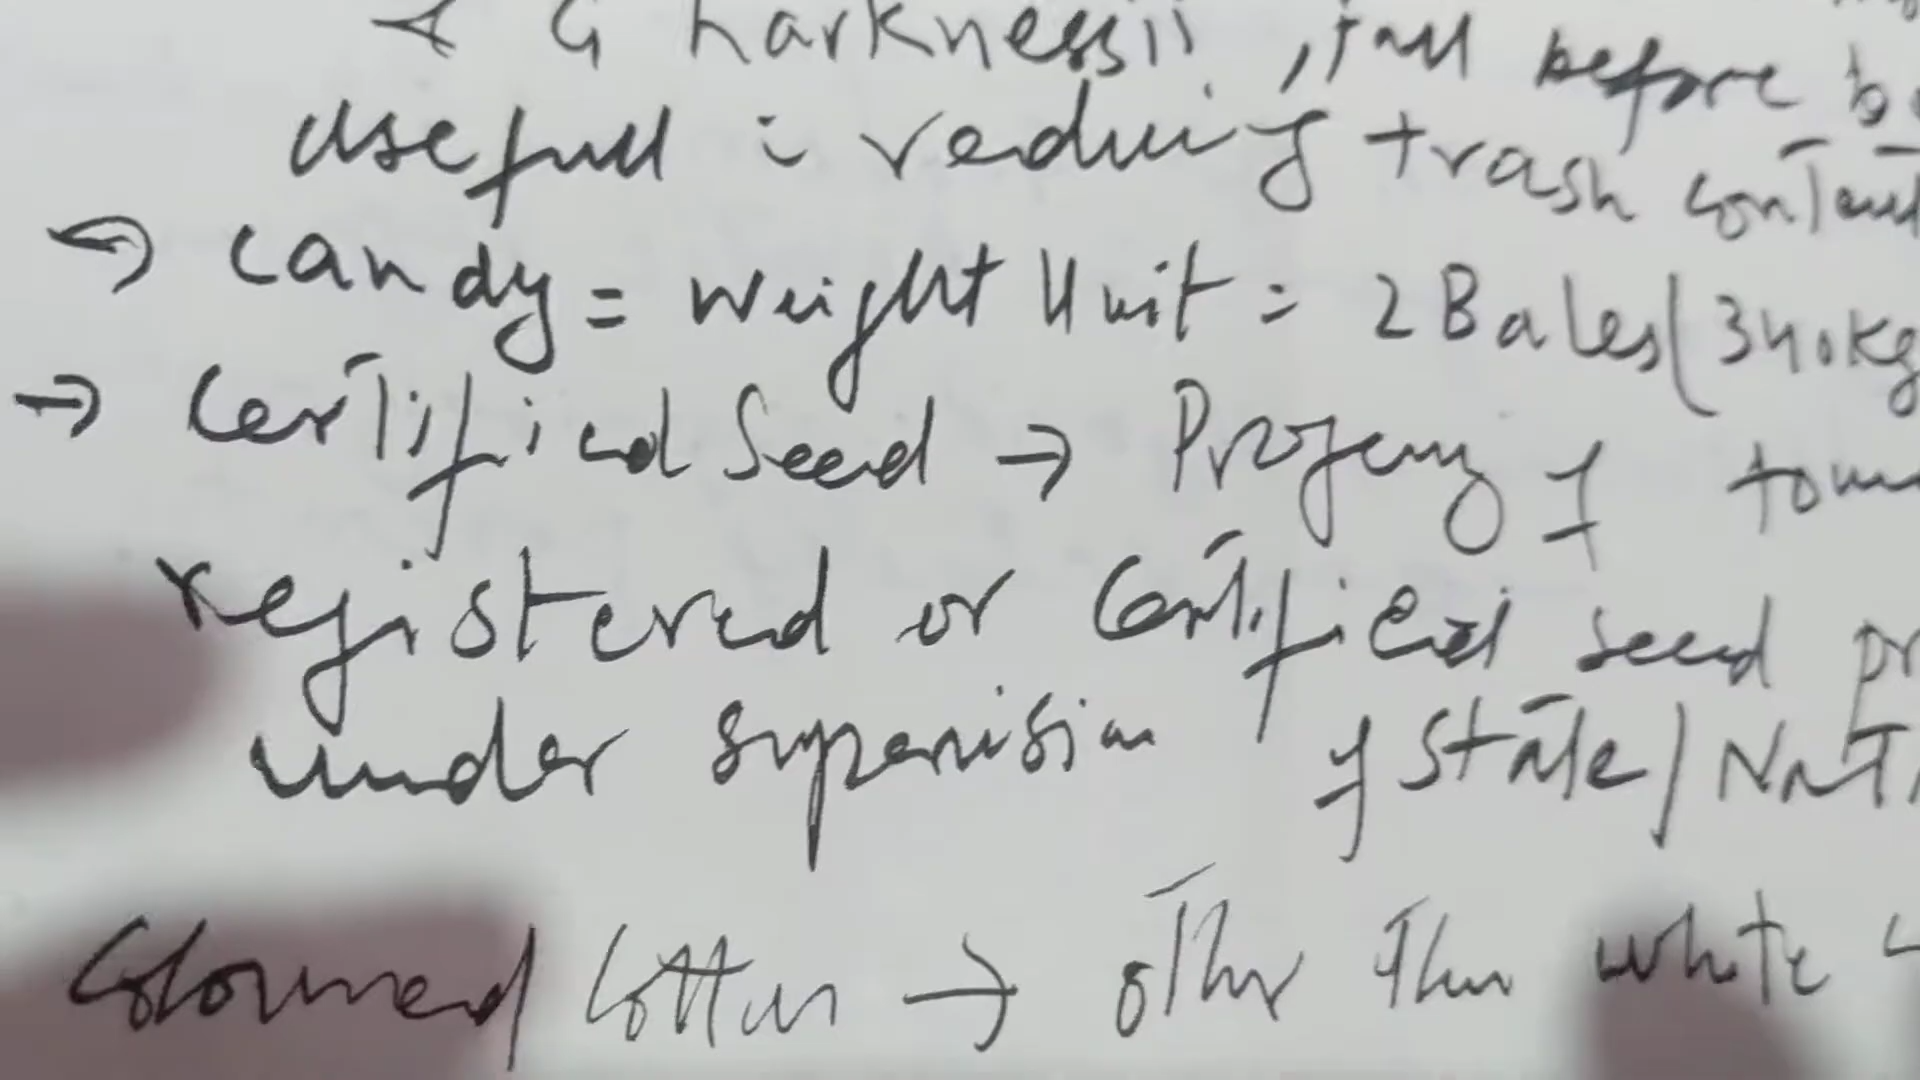 & G harknessii, fall before
usefull : reducing trash content
→ Candy = Weight Unit = 2 Bales (340kg
→ Certified Seed → Progeny of
registered or Certified seed pr
under supervision of State/Nat
Coloured Cotton → other than white